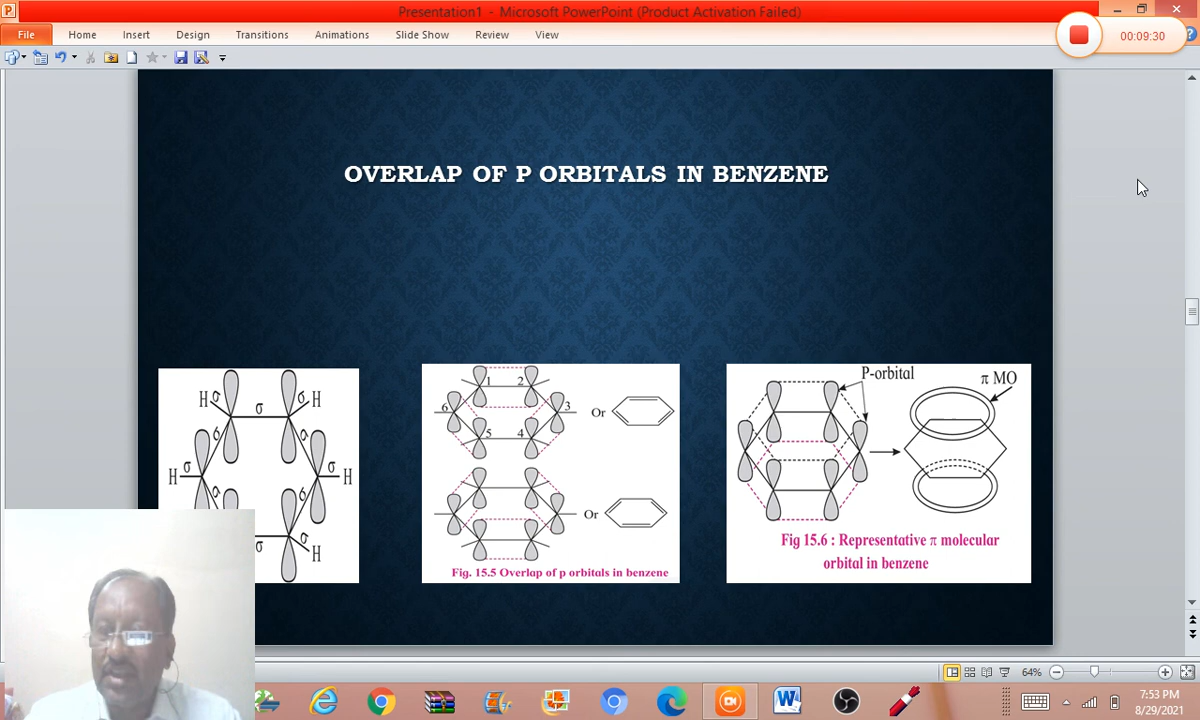 Presentation1 - Microsoft PowerPoint (Product Activation Failed)
File Home Insert Design Transitions Animations Slide Show Review View
00:09:30
OVERLAP OF P ORBITALS IN BENZENE
H σ σ σ H
6 σ
H σ σ H
σ 6
σ σ H
1 2
6 3
5 4
Or
Or
Fig. 15.5 Overlap of p orbitals in benzene
P-orbital
π MO
Fig 15.6 : Representative π molecular
orbital in benzene
64%
7:53 PM
8/29/2021